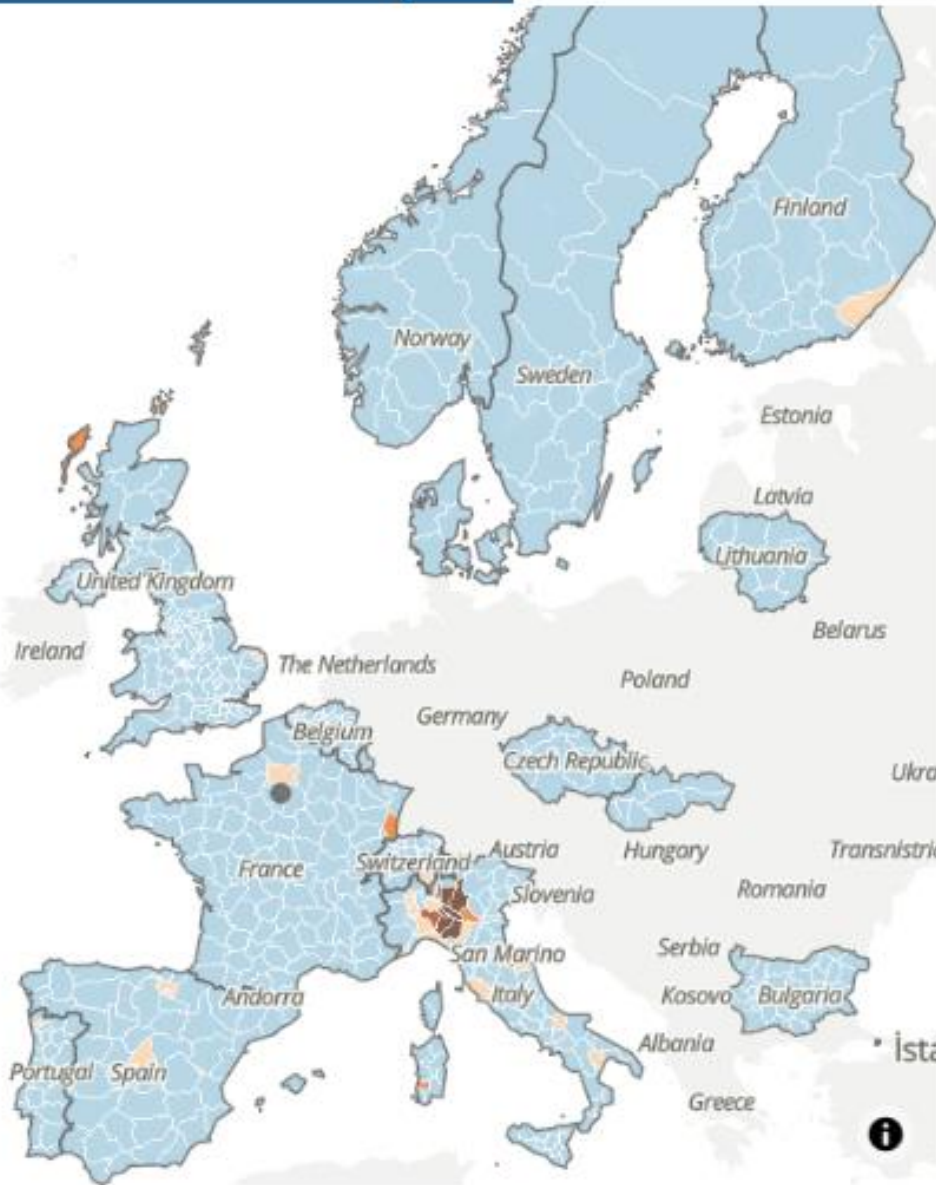 Finland
Norway
Sweden
Estonia
Latvia
Lithuania
United Kingdom
Belarus
Ireland
The Netherlands
Poland
Germany
Belgium
Czech Republic
Ukra
France
Switzerland
Austria
Hungary
Transnistria
Slovenia
Romania
San Marino
Serbia
Andorra
Italy
Kosovo
Bulgaria
Albania
İsta
Portugal
Spain
Greece
i